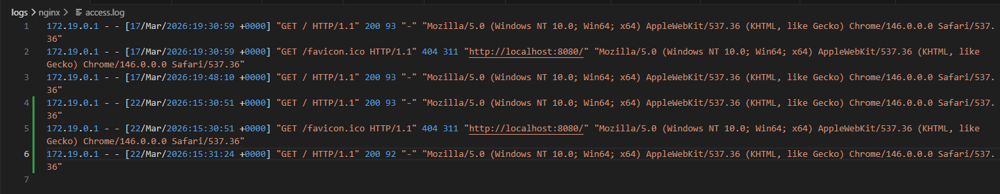 logs > nginx > access.log
1 172.19.0.1 - - [17/Mar/2026:19:30:59 +0000] "GET / HTTP/1.1" 200 93 "-" "Mozilla/5.0 (Windows NT 10.0; Win64; x64) AppleWebKit/537.36 (KHTML, like Gecko) Chrome/146.0.0.0 Safari/537.
36"
2 172.19.0.1 - - [17/Mar/2026:19:30:59 +0000] "GET /favicon.ico HTTP/1.1" 404 311 "http://localhost:8080/" "Mozilla/5.0 (Windows NT 10.0; Win64; x64) AppleWebKit/537.36 (KHTML, like
Gecko) Chrome/146.0.0.0 Safari/537.36"
3 172.19.0.1 - - [17/Mar/2026:19:48:10 +0000] "GET / HTTP/1.1" 200 93 "-" "Mozilla/5.0 (Windows NT 10.0; Win64; x64) AppleWebKit/537.36 (KHTML, like Gecko) Chrome/146.0.0.0 Safari/537.
36"
4 172.19.0.1 - - [22/Mar/2026:15:30:51 +0000] "GET / HTTP/1.1" 200 93 "-" "Mozilla/5.0 (Windows NT 10.0; Win64; x64) AppleWebKit/537.36 (KHTML, like Gecko) Chrome/146.0.0.0 Safari/537.
36"
5 172.19.0.1 - - [22/Mar/2026:15:30:51 +0000] "GET /favicon.ico HTTP/1.1" 404 311 "http://localhost:8080/" "Mozilla/5.0 (Windows NT 10.0; Win64; x64) AppleWebKit/537.36 (KHTML, like
Gecko) Chrome/146.0.0.0 Safari/537.36"
6 172.19.0.1 - - [22/Mar/2026:15:31:24 +0000] "GET / HTTP/1.1" 200 92 "-" "Mozilla/5.0 (Windows NT 10.0; Win64; x64) AppleWebKit/537.36 (KHTML, like Gecko) Chrome/146.0.0.0 Safari/537.
36"
7